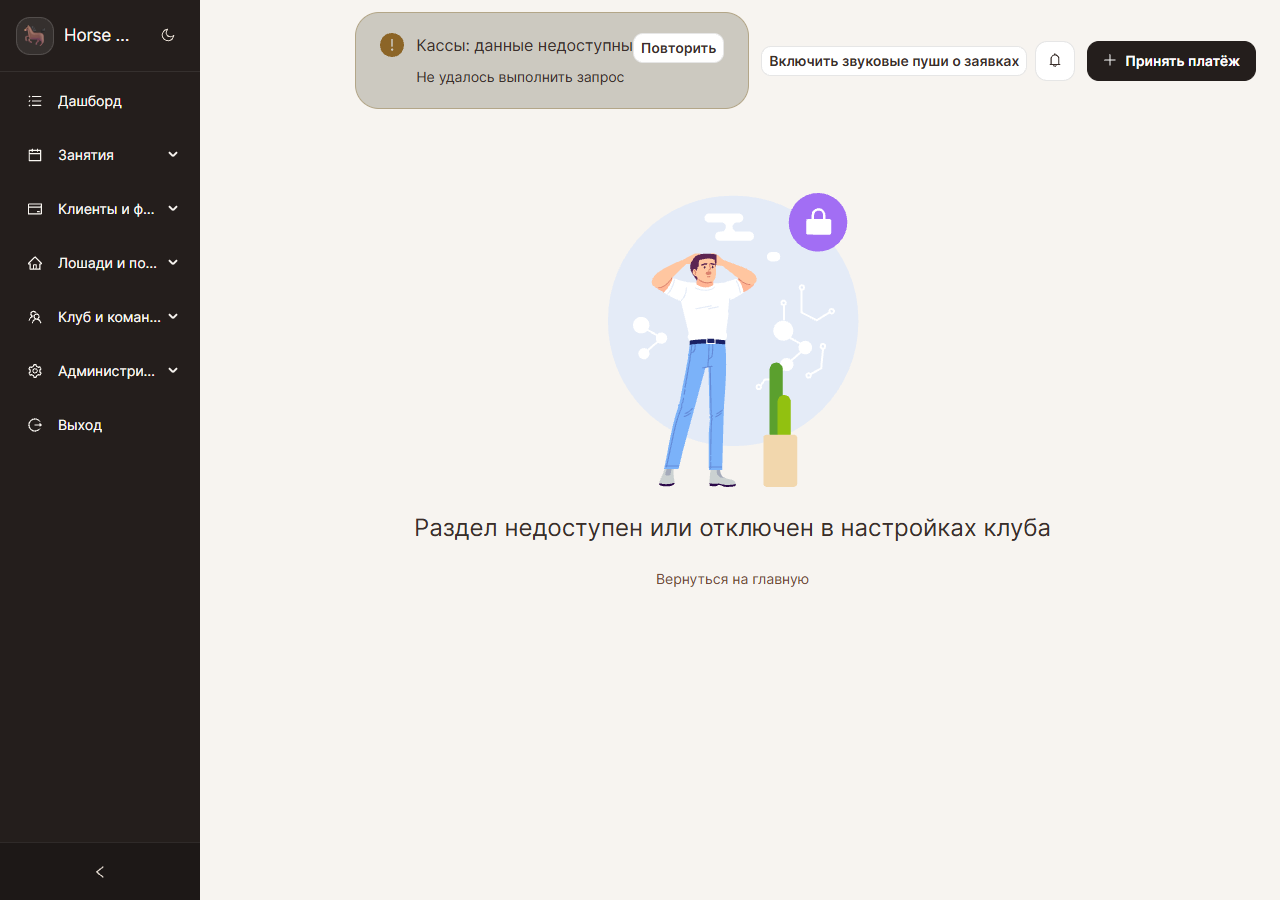 Horse ...
Дашборд
Занятия
Клиенты и ф...
Лошади и по...
Клуб и коман...
Администри...
Выход
Кассы: данные недоступны
Не удалось выполнить запрос
Повторить
Включить звуковые пуши о заявках
Принять платёж
Раздел недоступен или отключен в настройках клуба
Вернуться на главную